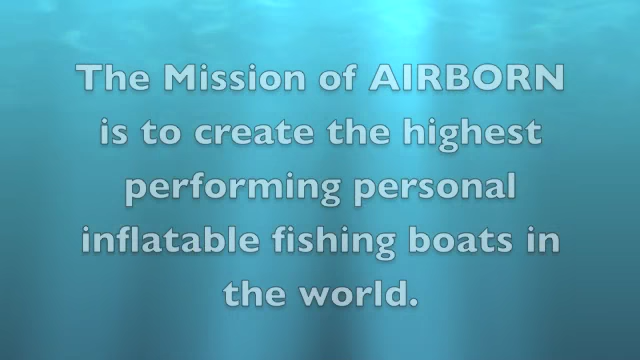 The Mission of AIRBORN
is to create the highest
performing personal
inflatable fishing boats in
the world.